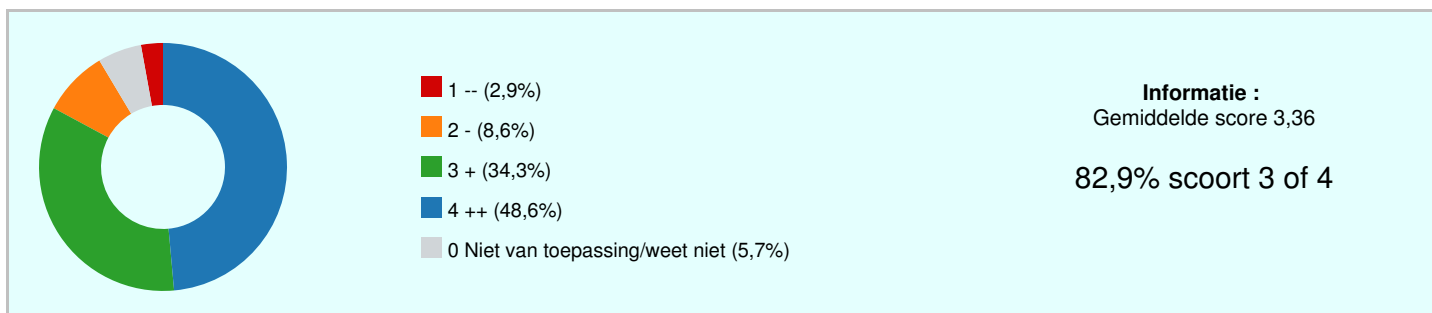 1 -- (2,9%)
2 - (8,6%)
3 + (34,3%)
4 ++ (48,6%)
0 Niet van toepassing/weet niet (5,7%)
Informatie :
Gemiddelde score 3,36
82,9% scoort 3 of 4